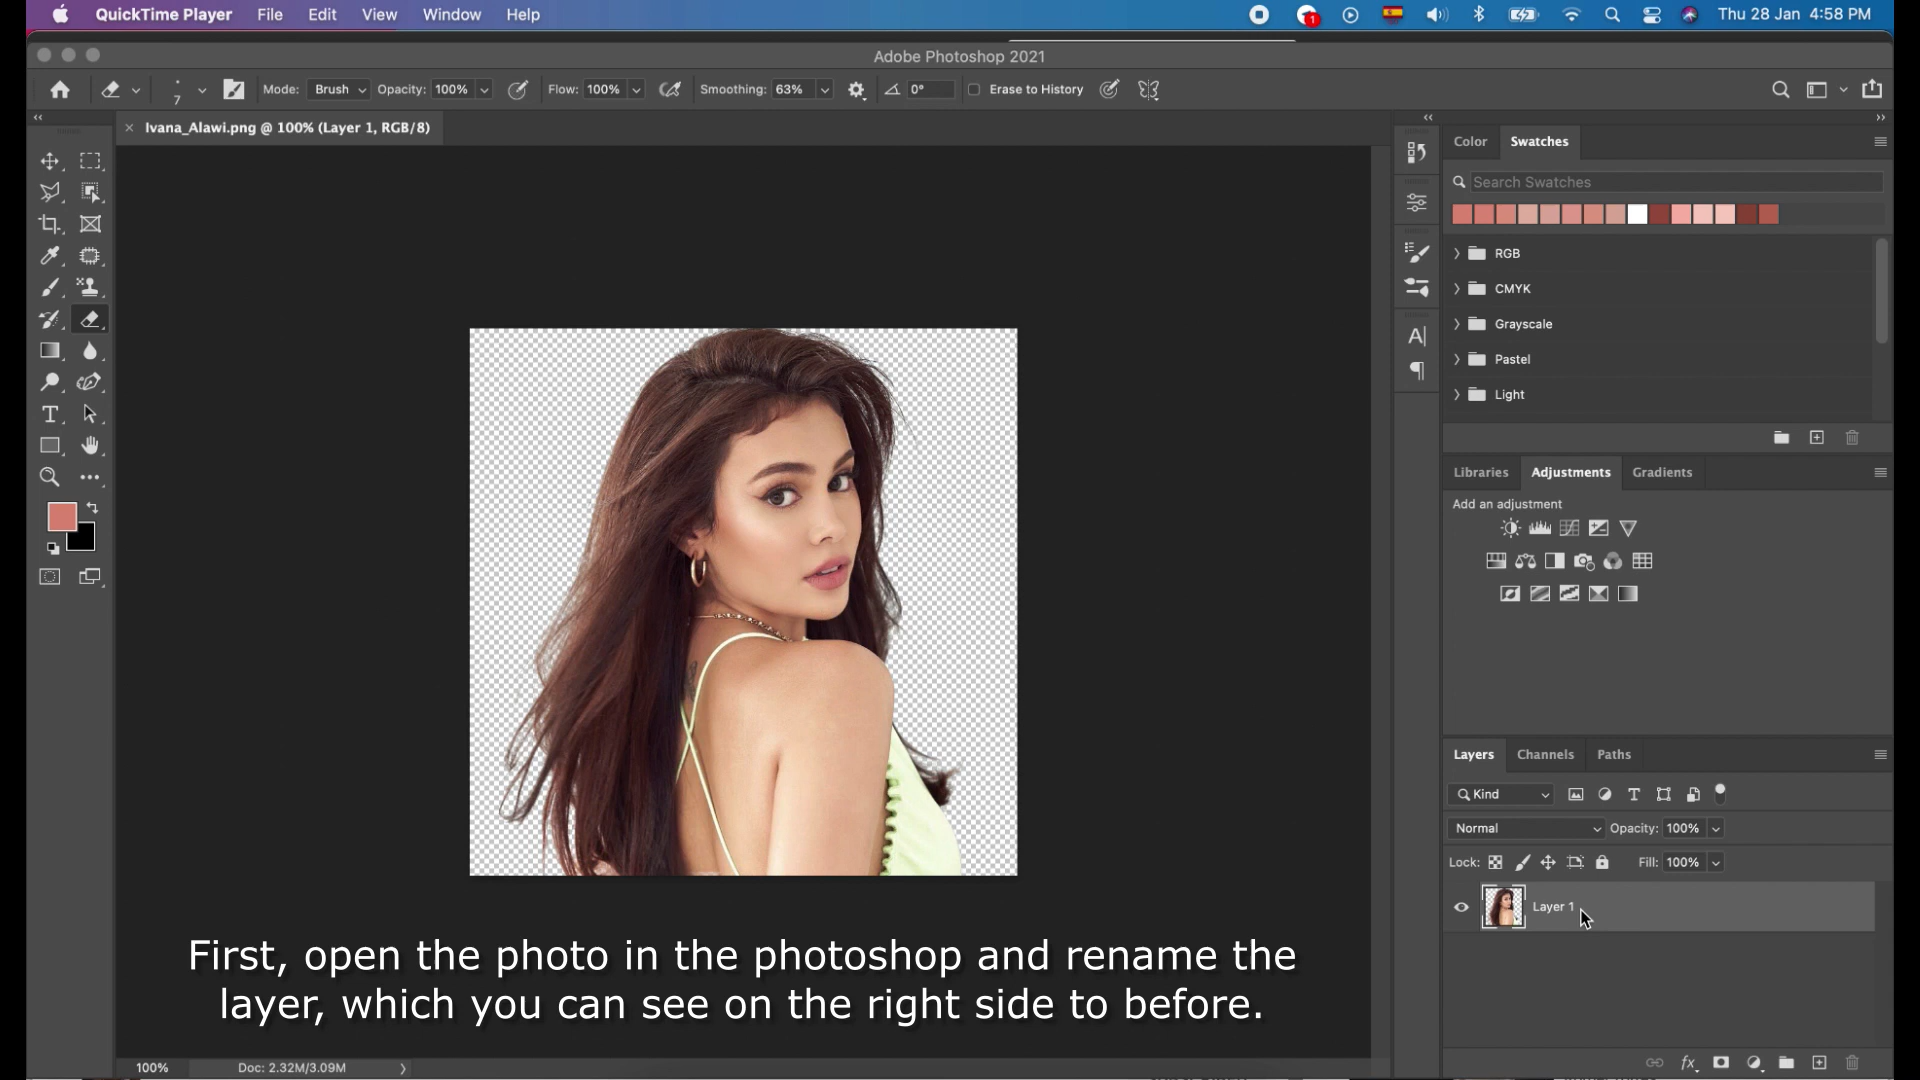 QuickTime Player File Edit View Window Help
1
Thu 28 Jan 4:58 PM
Adobe Photoshop 2021
7
Mode: Brush Opacity: 100% Flow: 100% Smoothing: 63% 0° Erase to History
Ivana_Alawi.png @ 100% (Layer 1, RGB/8)
Color Swatches
Search Swatches
RGB
CMYK
Grayscale
Pastel
Light
Libraries Adjustments Gradients
Add an adjustment
Layers Channels Paths
Kind
Normal Opacity: 100%
Lock: Fill: 100%
Layer 1
First, open the photo in the photoshop and rename the
layer, which you can see on the right side to before.
100% Doc: 2.32M/3.09M
fx